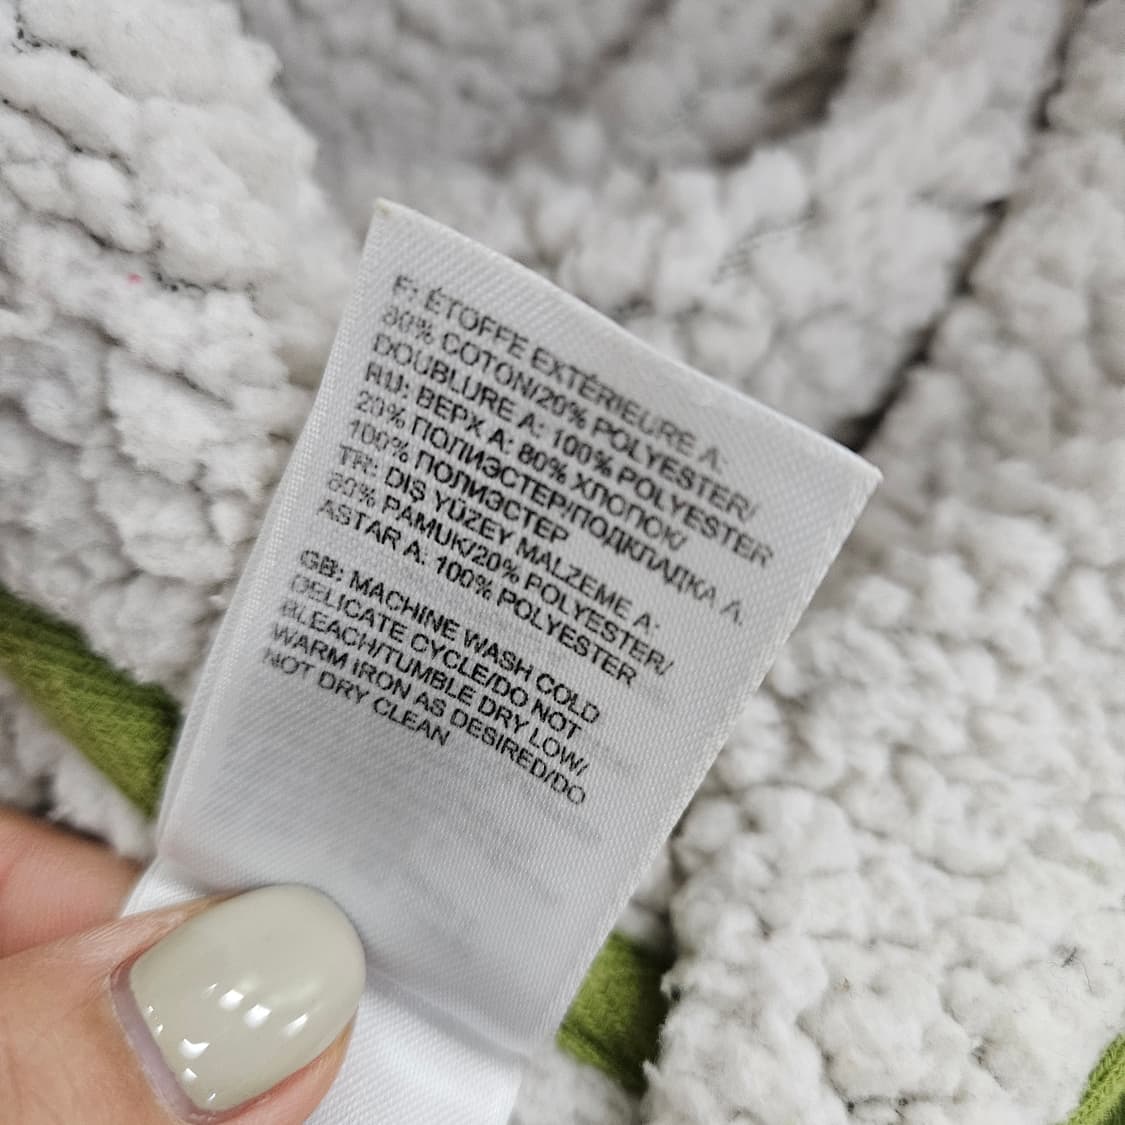 F: ÉTOFFE EXTÉRIEURE A:
80% COTON/20% POLYESTER/
DOUBLURE A: 100% POLYESTER
RU: ВЕРХ А: 80% ХЛОПОК/
20% ПОЛИЭСТЕР/ПОДКЛАДКА А.
100% ПОЛИЭСТЕР
TR: DIŞ YÜZEY MALZEME A:
80% PAMUK/20% POLYESTER/
ASTAR A: 100% POLYESTER
GB: MACHINE WASH COLD
DELICATE CYCLE/DO NOT
BLEACH/TUMBLE DRY LOW/
WARM IRON AS DESIRED/DO
NOT DRY CLEAN